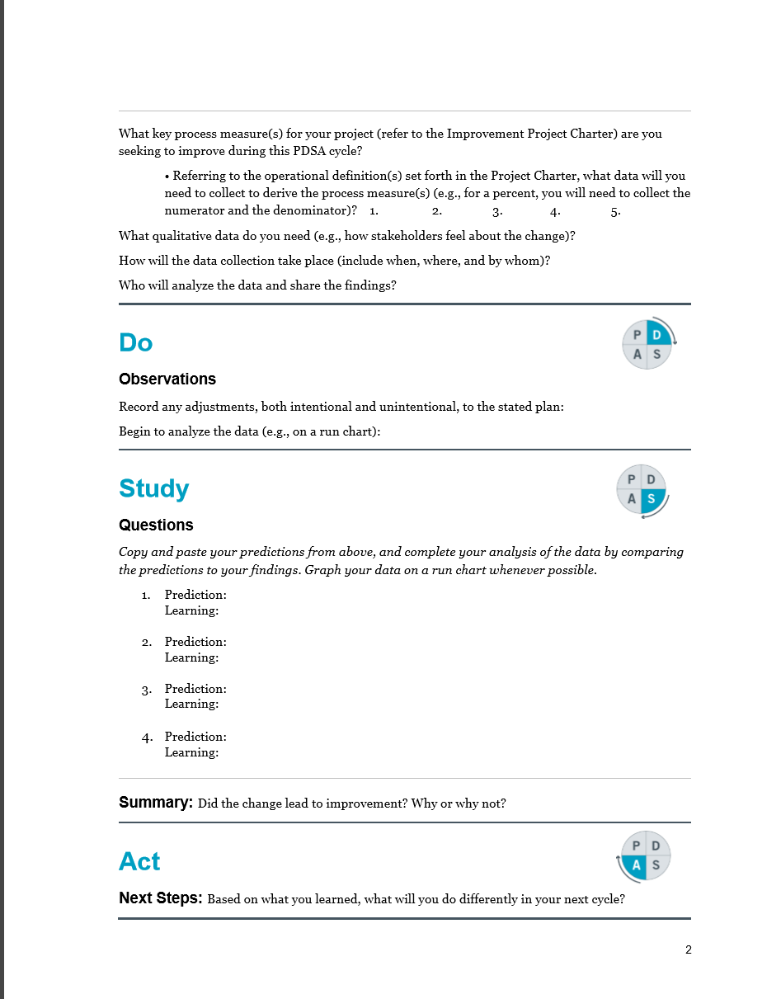 What key process measure(s) for your project (refer to the Improvement Project Charter) are you
seeking to improve during this PDSA cycle?
• Referring to the operational definition(s) set forth in the Project Charter, what data will you
need to collect to derive the process measure(s) (e.g., for a percent, you will need to collect the
numerator and the denominator)? 1. 2. 3. 4. 5.
What qualitative data do you need (e.g., how stakeholders feel about the change)?
How will the data collection take place (include when, where, and by whom)?
Who will analyze the data and share the findings?
Do
P D
A S
Observations
Record any adjustments, both intentional and unintentional, to the stated plan:
Begin to analyze the data (e.g., on a run chart):
Study
P D
A S
Questions
Copy and paste your predictions from above, and complete your analysis of the data by comparing
the predictions to your findings. Graph your data on a run chart whenever possible.
1. Prediction:
Learning:
2. Prediction:
Learning:
3. Prediction:
Learning:
4. Prediction:
Learning:
Summary: Did the change lead to improvement? Why or why not?
Act
P D
A S
Next Steps: Based on what you learned, what will you do differently in your next cycle?
2